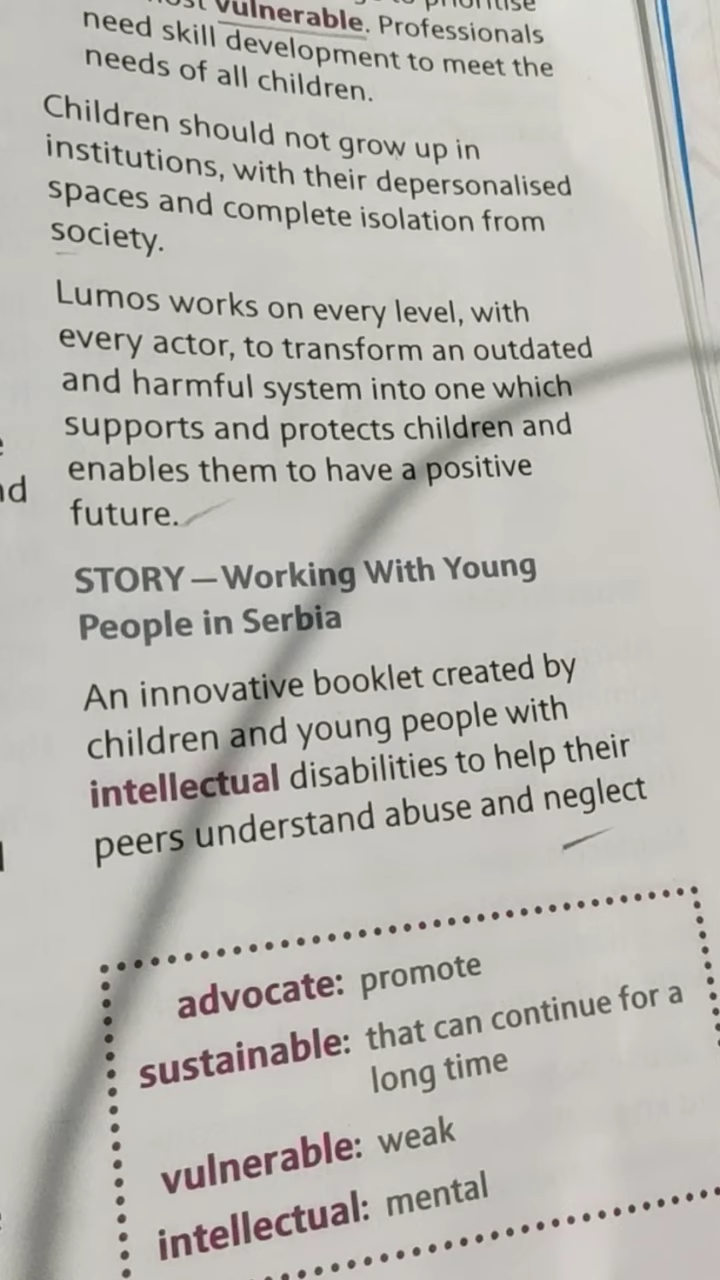 vulnerable. Professionals
need skill development to meet the
needs of all children.
Children should not grow up in
institutions, with their depersonalised
spaces and complete isolation from
society.
Lumos works on every level, with
every actor, to transform an outdated
and harmful system into one which
supports and protects children and
enables them to have a positive
future.
STORY—Working With Young
People in Serbia
An innovative booklet created by
children and young people with
intellectual disabilities to help their
peers understand abuse and neglect
advocate: promote
sustainable: that can continue for a
long time
vulnerable: weak
intellectual: mental